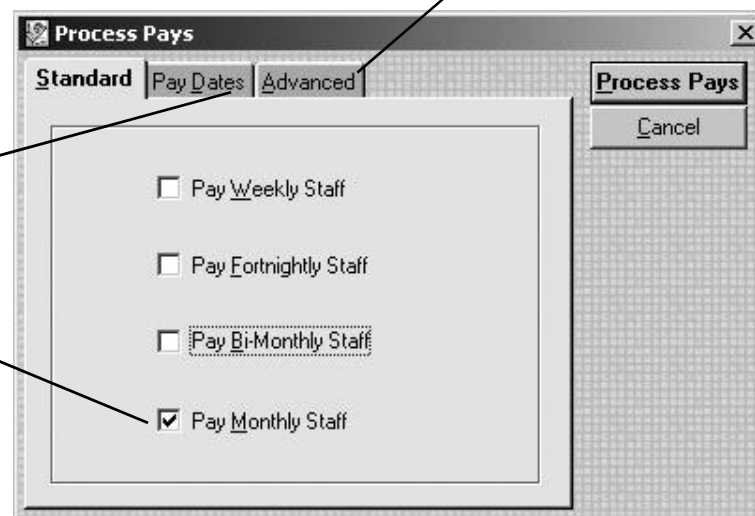 Process Pays
Standard Pay Dates Advanced
Process Pays
Cancel
Pay Weekly Staff
Pay Fortnightly Staff
Pay Bi-Monthly Staff
Pay Monthly Staff